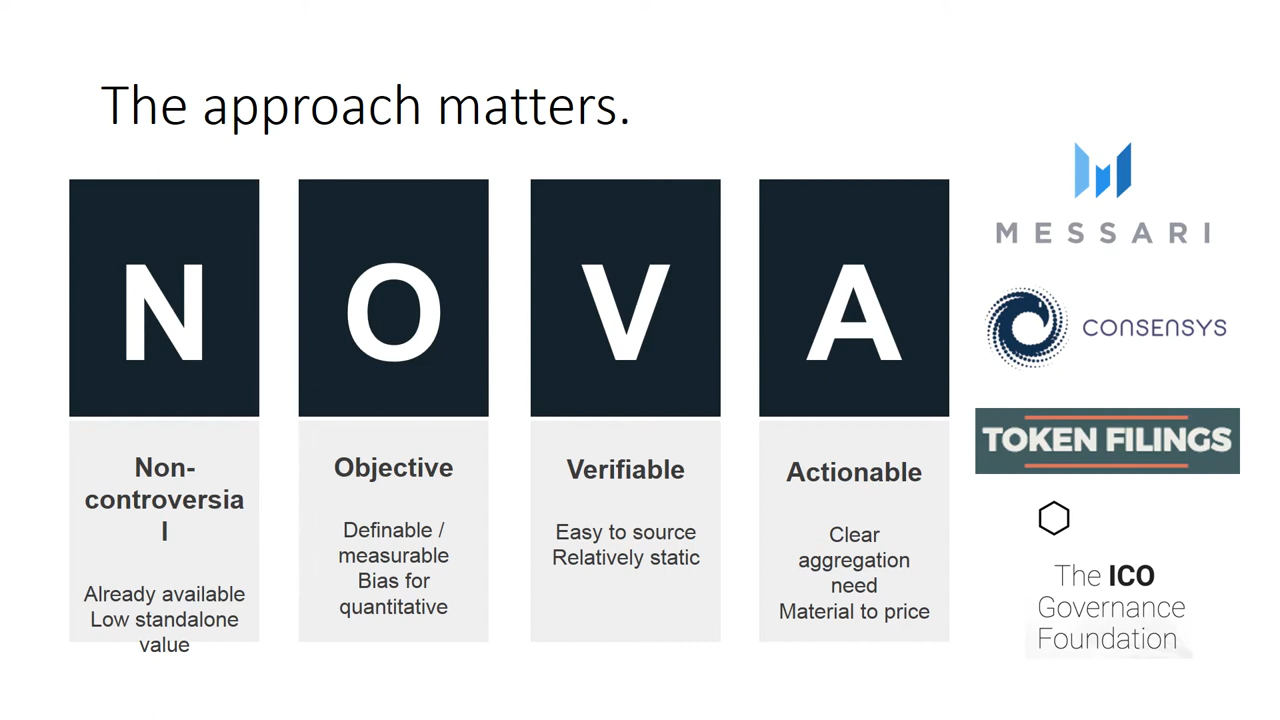 The approach matters.
N
Non-
controversia
l
Already available
Low standalone
value
O
Objective
Definable /
measurable
Bias for
quantitative
V
Verifiable
Easy to source
Relatively static
A
Actionable
Clear
aggregation
need
Material to price
MESSARI
CONSENSYS
TOKEN FILINGS
The ICO
Governance
Foundation